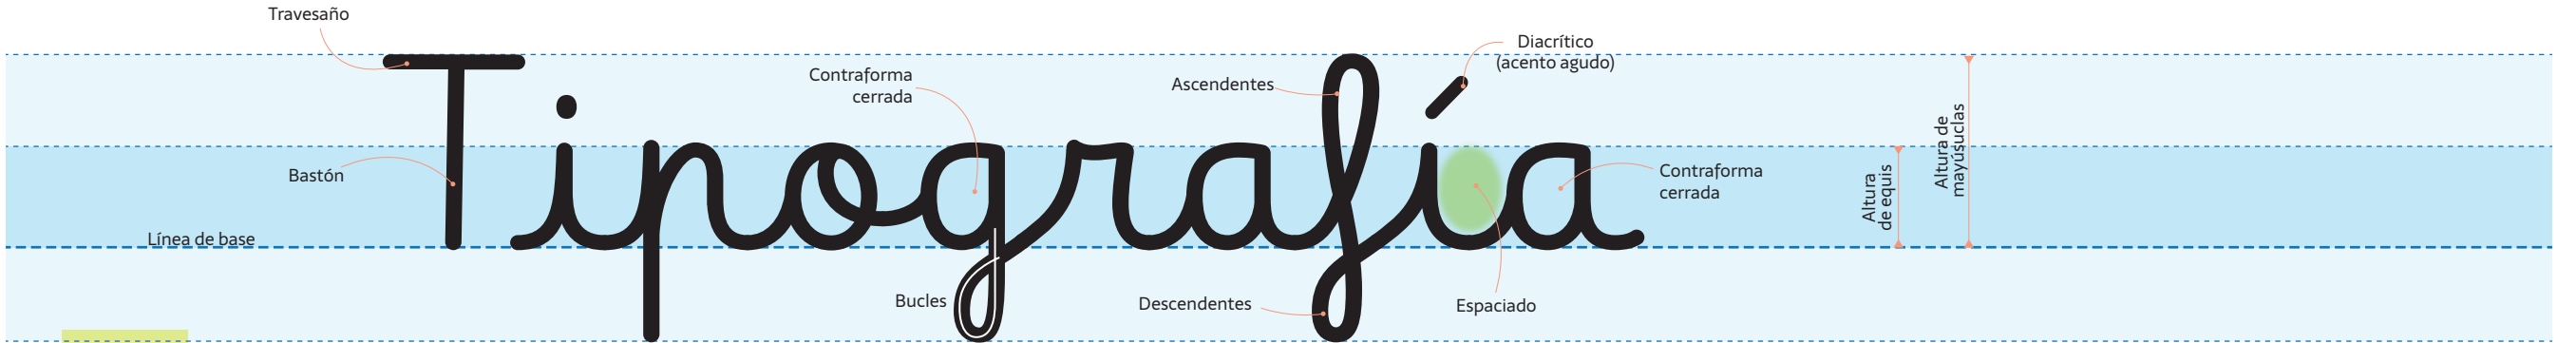 Travesaño
Diacrítico
(acento agudo)
Contraforma
cerrada
Ascendentes
Tipografía
Bastón
Contraforma
cerrada
Altura
de equis
Altura de
mayúsuclas
Línea de base
Bucles
Descendentes
Espaciado